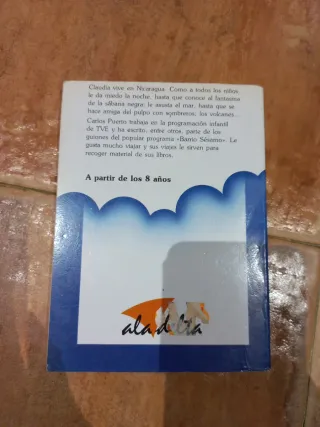 Claudia vive en Nicaragua. Como a todos los niños,
le da miedo la noche, hasta que conoce al fantasma
de la sábana negra; le asusta el mar, hasta que se
hace amiga del pulpo con sombreros; los volcanes...
Carlos Puerto trabaja en la programación infantil
de TVE y ha escrito, entre otros, parte de los
guiones del popular programa «Barrio Sésamo». Le
gusta mucho viajar y sus viajes le sirven para
recoger material de sus libros.
A partir de los 8 años
ala delta